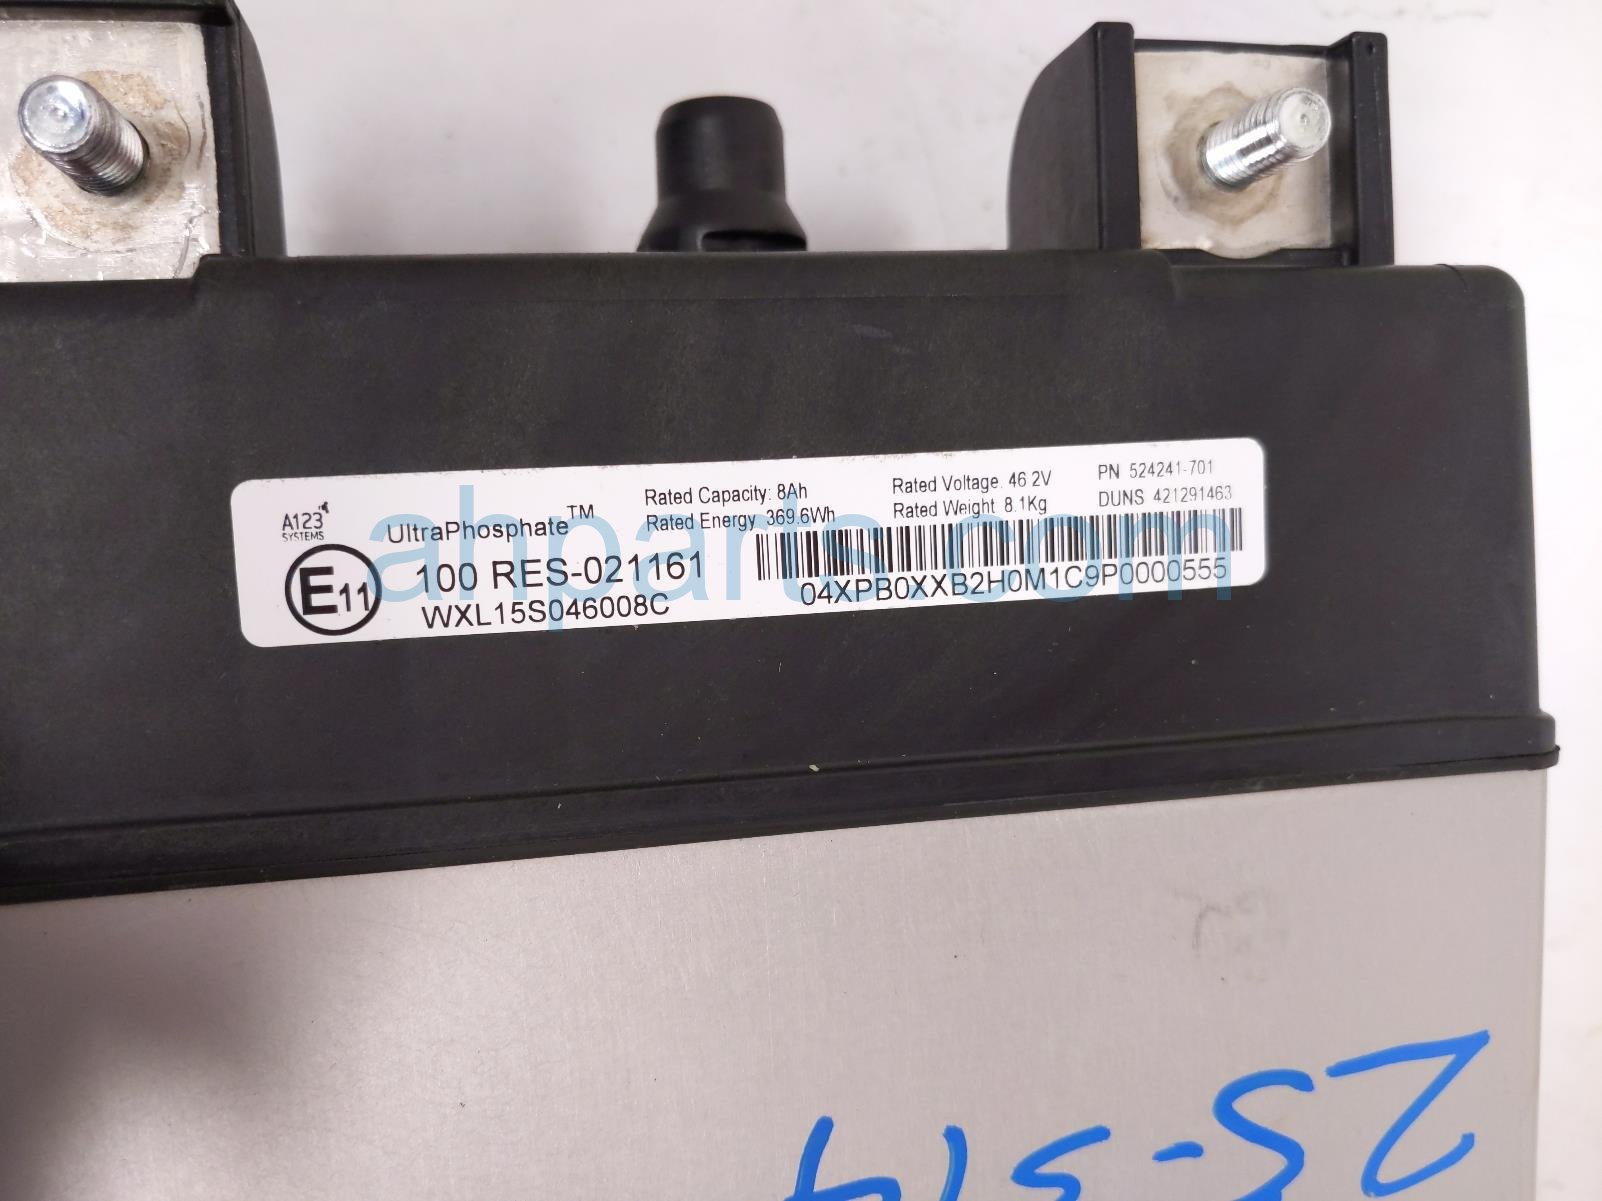 A123
SYSTEMS
UltraPhosphate™
Rated Capacity: 8Ah
Rated Energy 369.6Wh
Rated Voltage. 46.2V
Rated Weight 8.1Kg
PN 524241-701
DUNS 421291463
E11
100 RES-021161
WXL15S046008C
04XPB0XXB2H0M1C9P0000555
ahparts.com